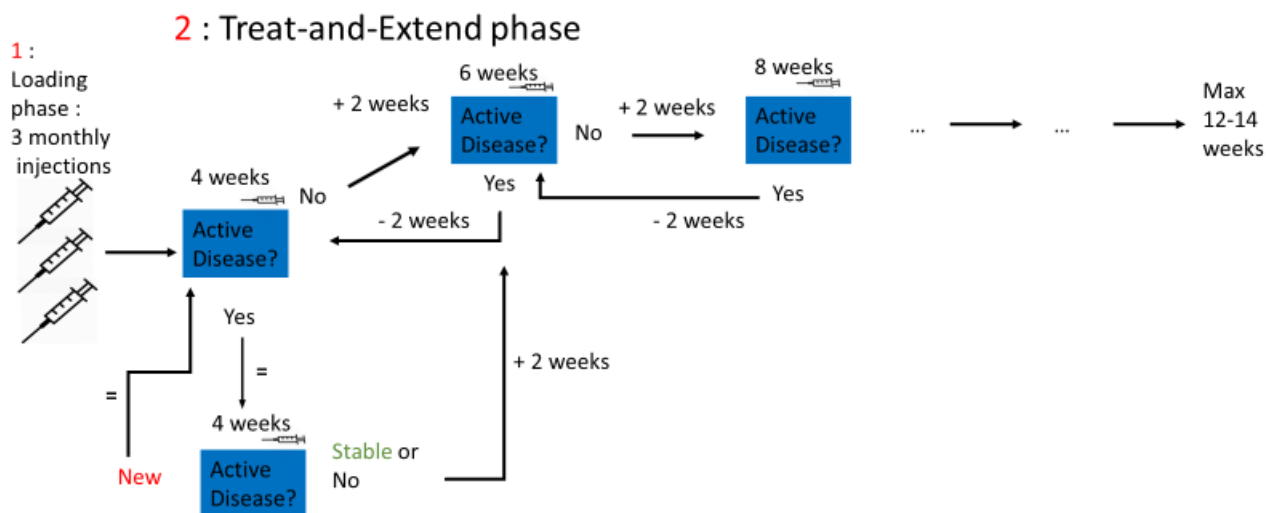 2 : Treat-and-Extend phase
1 :
Loading
phase :
3 monthly
injections
6 weeks
8 weeks
+ 2 weeks
Active
Disease?
No
+ 2 weeks
Active
Disease?
...
...
Max
12-14
weeks
4 weeks
No
Yes
Yes
- 2 weeks
- 2 weeks
Active
Disease?
Yes
=
=
+ 2 weeks
4 weeks
New
Active
Disease?
Stable or
No